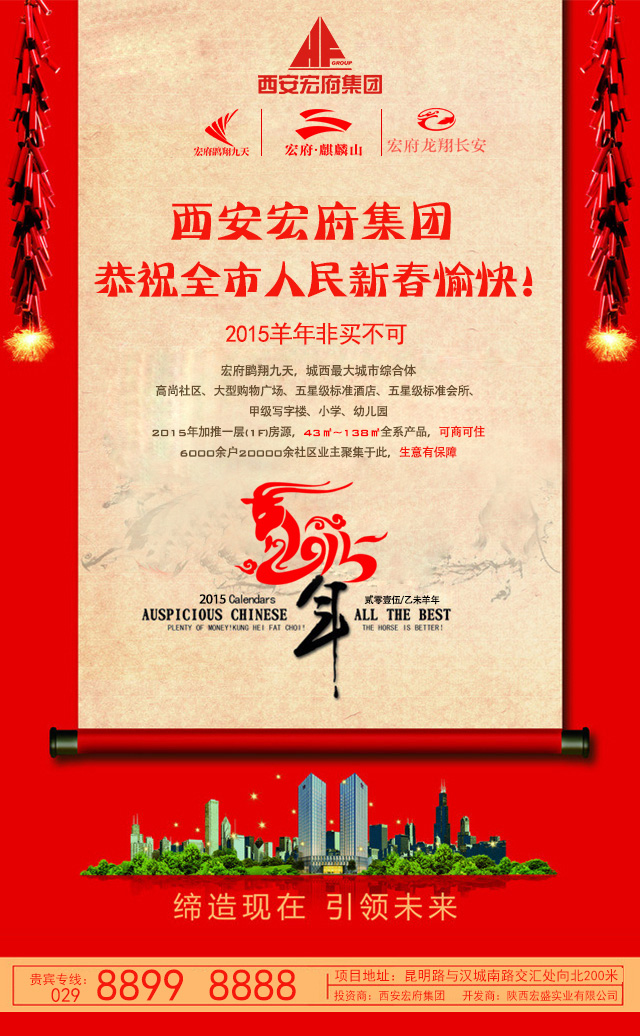 HF GROUP
西安宏府集团
宏府鹍翔九天 宏府·麒麟山 宏府龙翔长安
西安宏府集团
恭祝全市人民新春愉快!
2015羊年非买不可
宏府鹍翔九天，城西最大城市综合体
高尚社区、大型购物广场、五星级标准酒店、五星级标准会所、
甲级写字楼、小学、幼儿园
2015年加推一层(1F)房源，43㎡~138㎡全系产品，可商可住
6000余户20000余社区业主聚集于此，生意有保障
2015
年
2015 Calendars 贰零壹伍/乙未羊年
AUSPICIOUS CHINESE ALL THE BEST
PLENTY OF MONEY!KUNG HEI FAT CHOI! THE HORSE IS BETTER!
缔造现在 引领未来
贵宾专线：
029 8899 8888
项目地址：昆明路与汉城南路交汇处向北200米
投资商：西安宏府集团 开发商：陕西宏盛实业有限公司